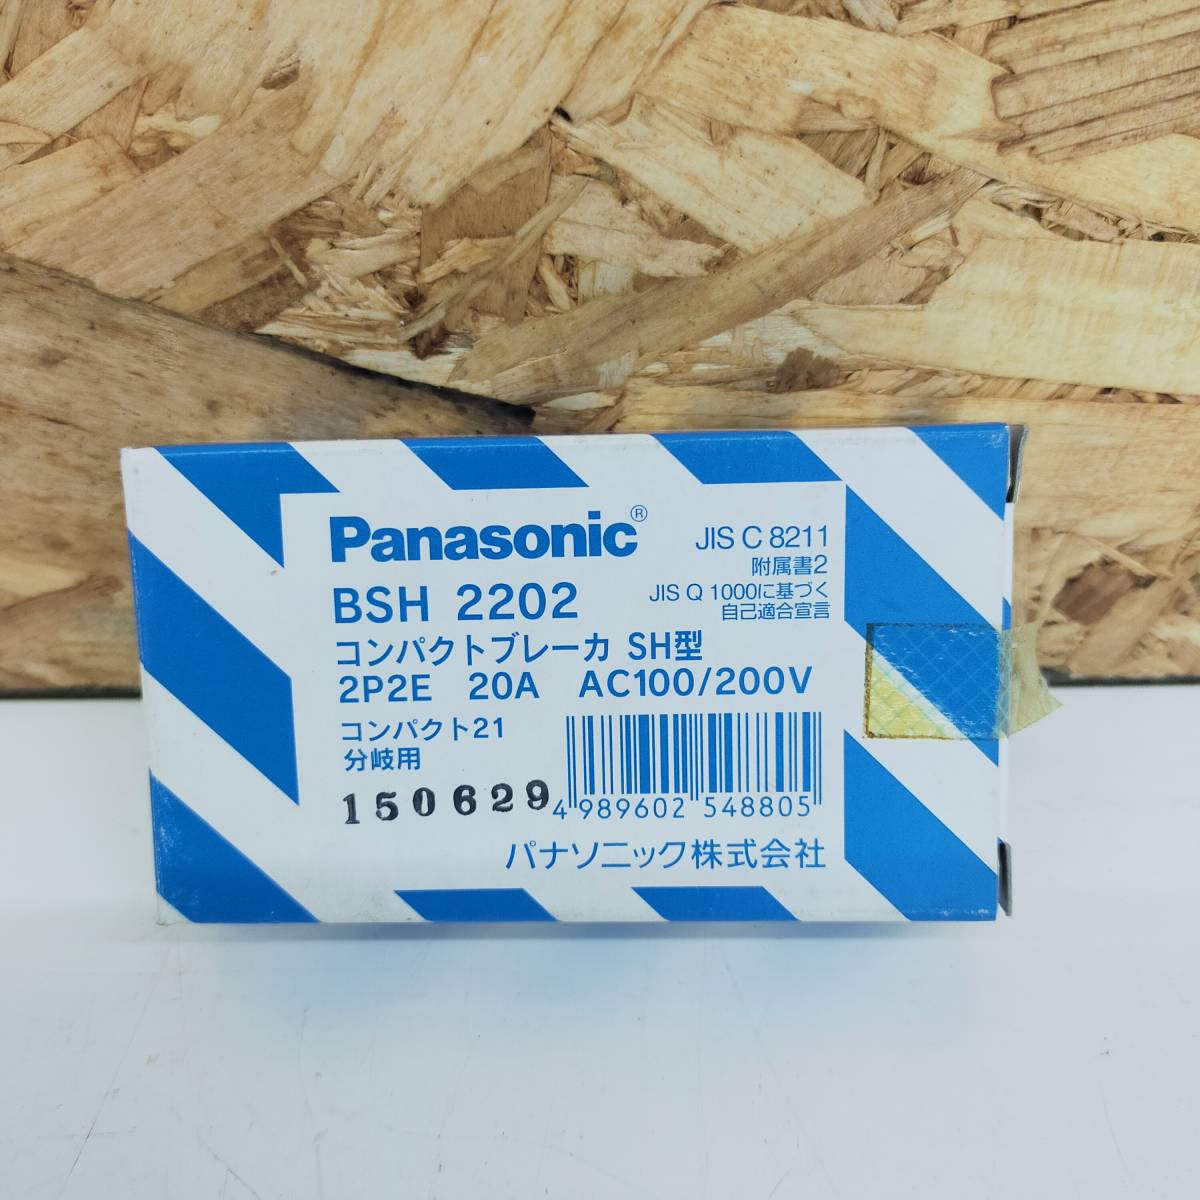 Panasonic®
JIS C 8211
附属書2
BSH 2202
JIS Q 1000に基づく
自己適合宣言
コンパクトブレーカ SH型
2P2E 20A AC100/200V
コンパクト21
分岐用
150629
4 989602 548805
パナソニック株式会社